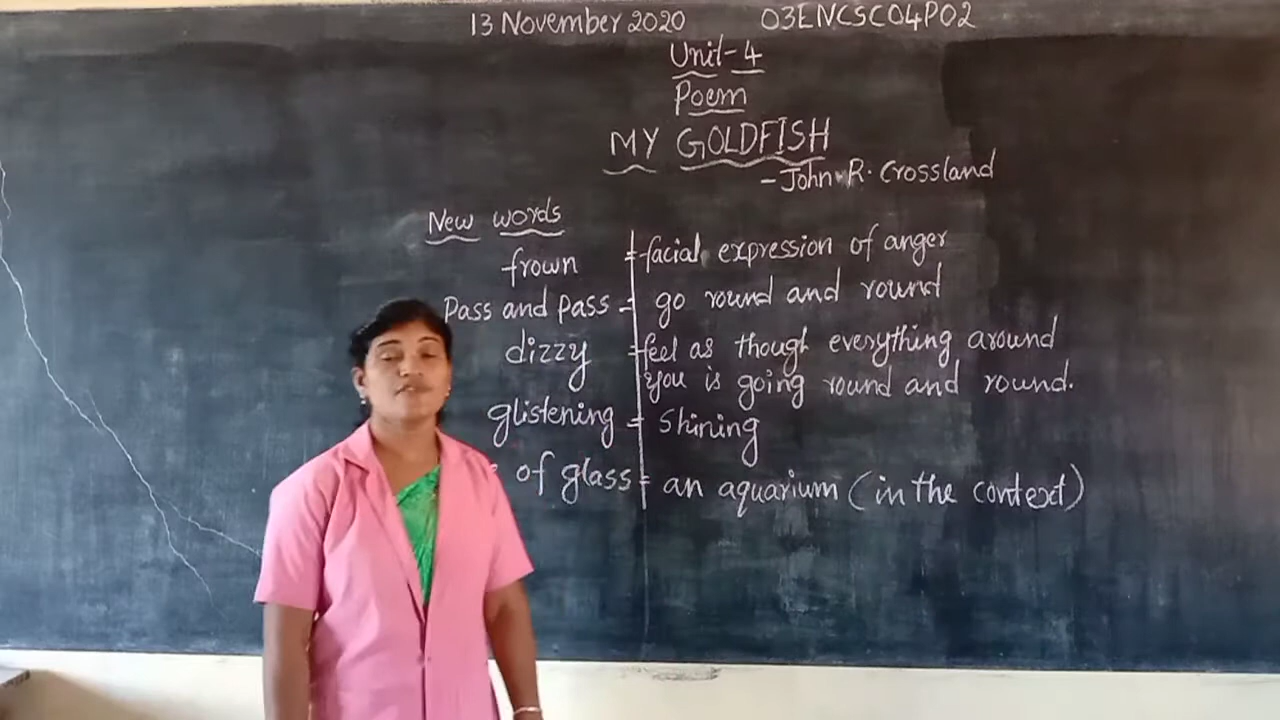 13 November 2020 03ENCSC04P02
Unit-4
Poem
MY GOLDFISH
-John R. Crossland
New words
frown = facial expression of anger
Pass and pass = go round and round
dizzy = feel as though everything around
you is going round and round.
glistening = Shining
of glass = an aquarium (in the context)